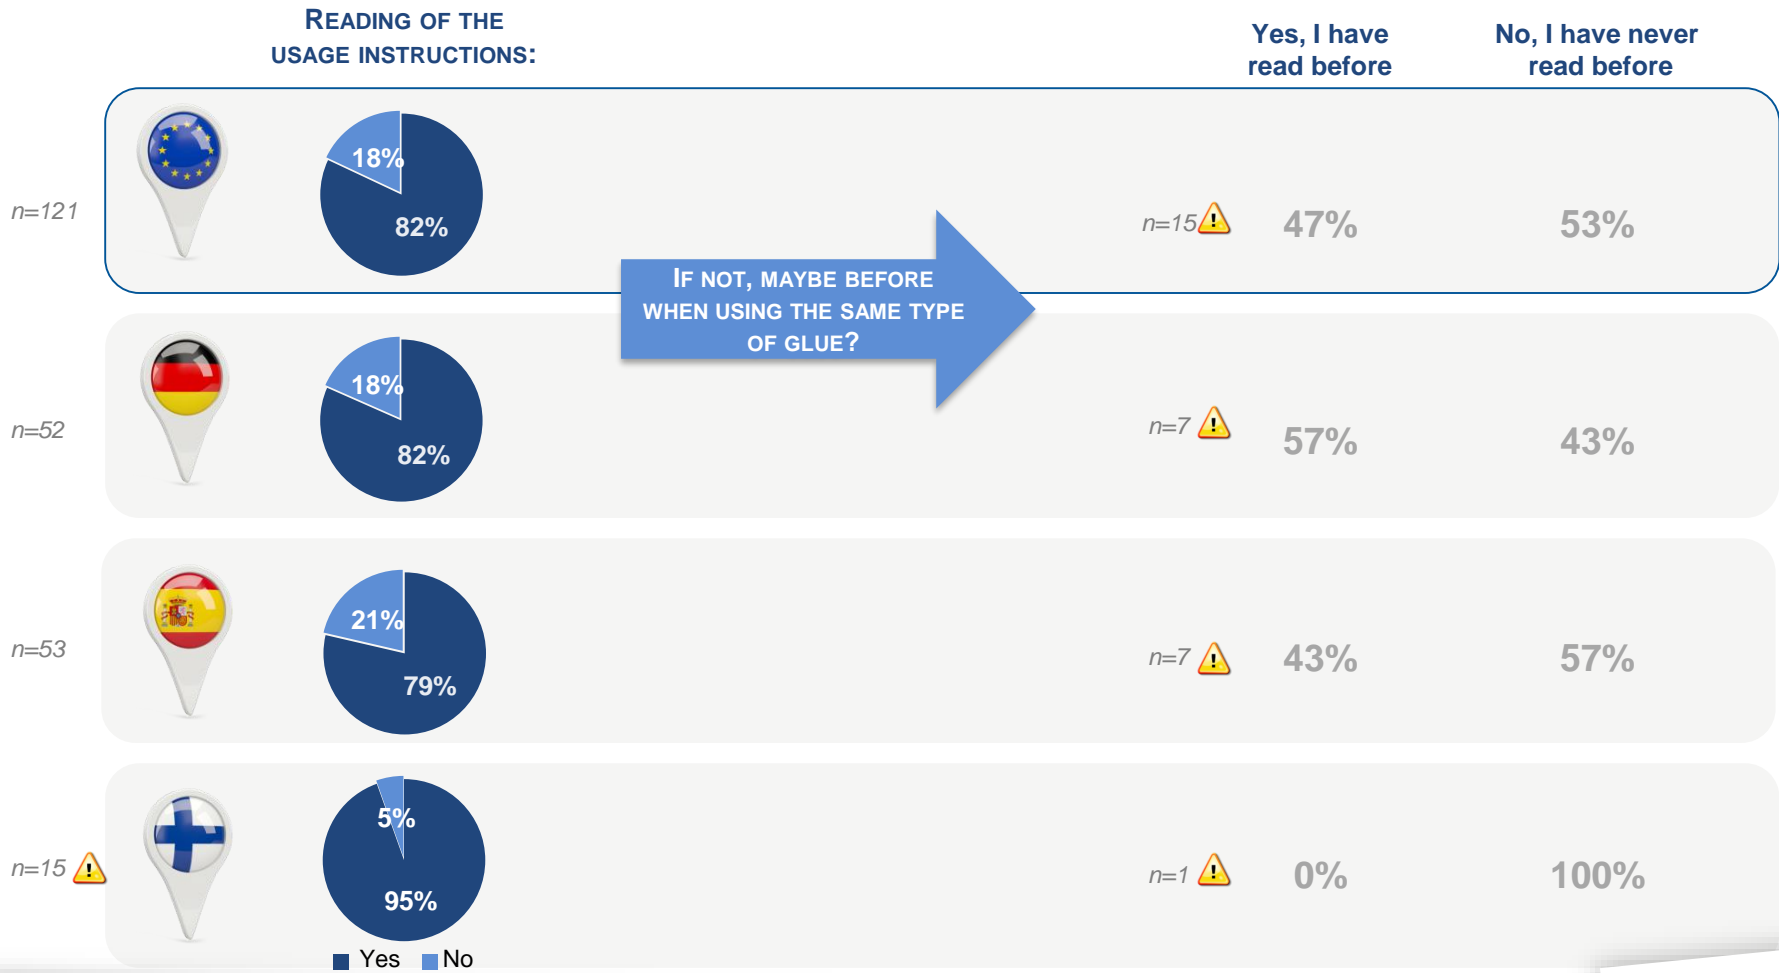 READING OF THE
USAGE INSTRUCTIONS:
Yes, I have
read before
No, I have never
read before
n=121
18%
82%
n=15
47%
53%
IF NOT, MAYBE BEFORE
WHEN USING THE SAME TYPE
OF GLUE?
n=52
18%
82%
n=7
57%
43%
n=53
21%
79%
n=7
43%
57%
n=15
5%
95%
n=1
0%
100%
Yes
No